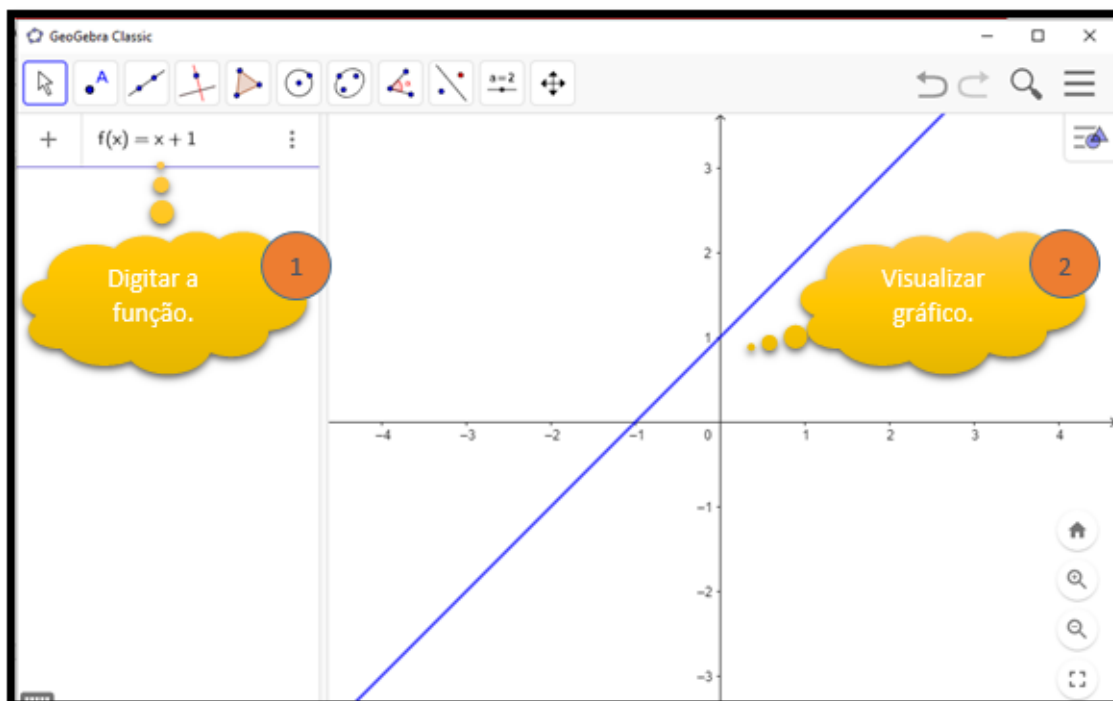 GeoGebra Classic
A
a=2
f(x) = x + 1
Digitar a
função.
1
Visualizar
gráfico.
2
3
2
1
−4 −3 −2 −1 0 1 2 3 4
−1
−2
−3